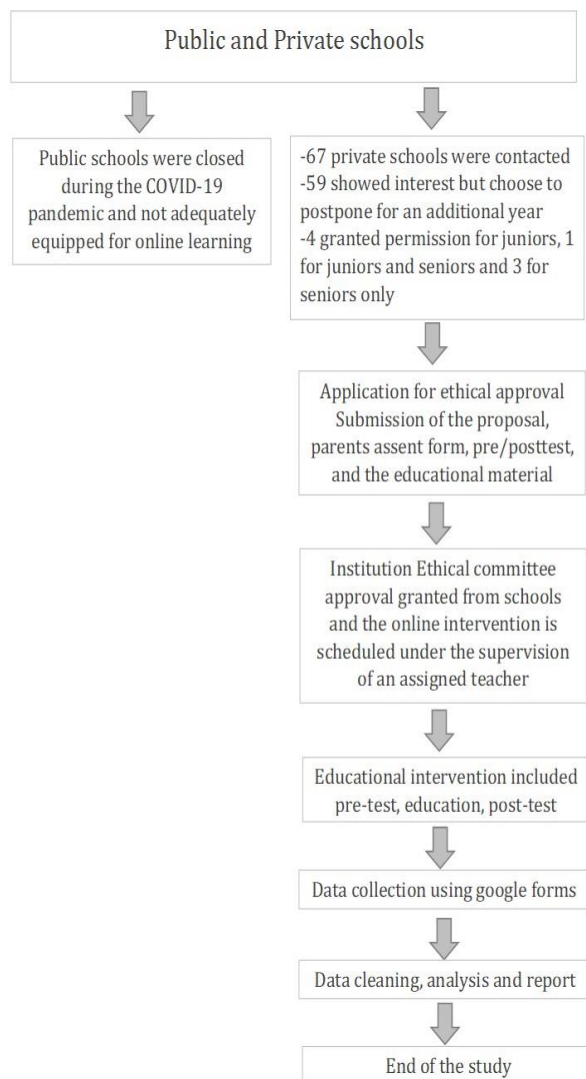 Public and Private schools
Public schools were closed
during the COVID-19
pandemic and not adequately
equipped for online learning
-67 private schools were contacted
-59 showed interest but choose to
postpone for an additional year
-4 granted permission for juniors, 1
for juniors and seniors and 3 for
seniors only
Application for ethical approval
Submission of the proposal,
parents assent form, pre/posttest,
and the educational material
Institution Ethical committee
approval granted from schools
and the online intervention is
scheduled under the supervision
of an assigned teacher
Educational intervention included
pre-test, education, post-test
Data collection using google forms
Data cleaning, analysis and report
End of the study